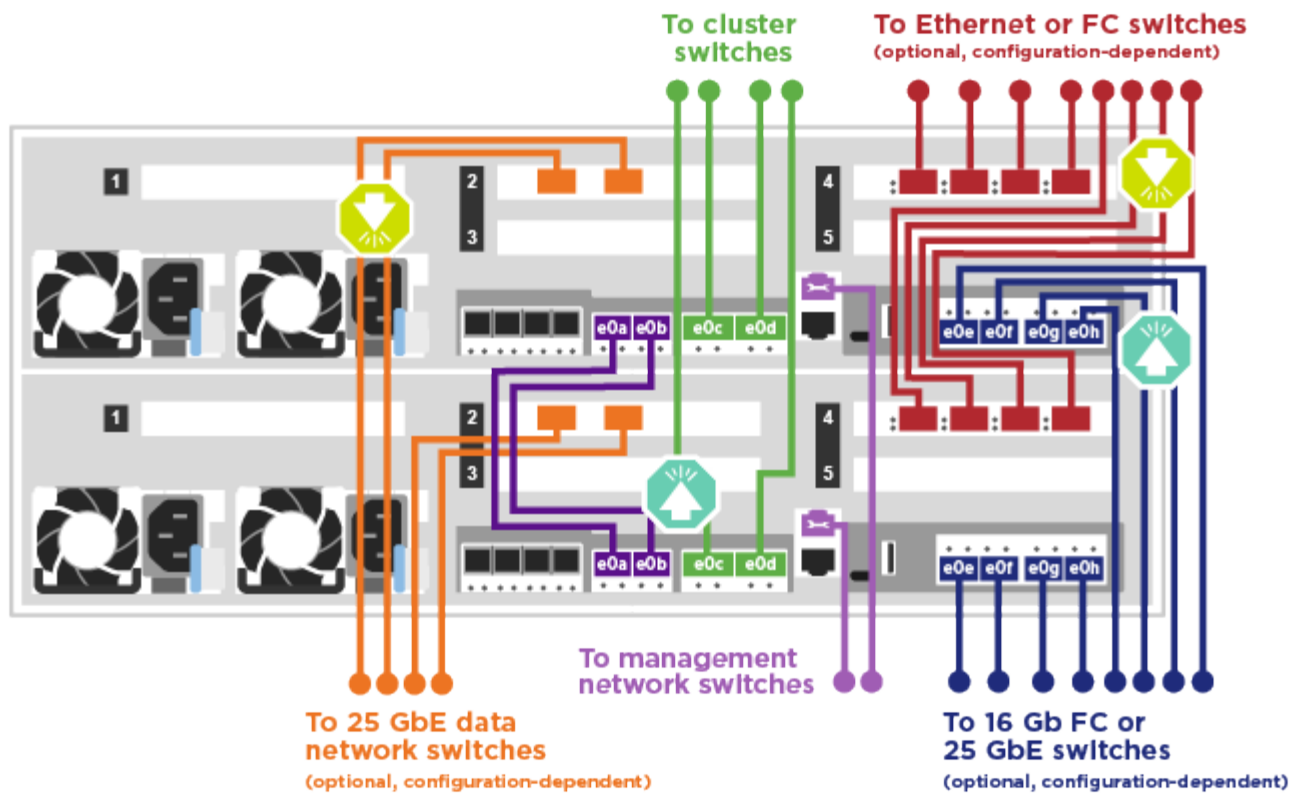 To cluster
switches
To Ethernet or FC switches
(optional, configuration-dependent)
1
2
3
4
5
e0a
e0b
e0c
e0d
e0e
e0f
e0g
e0h
1
2
3
4
5
e0a
e0b
e0c
e0d
e0e
e0f
e0g
e0h
To management
network switches
To 25 GbE data
network switches
(optional, configuration-dependent)
To 16 Gb FC or
25 GbE switches
(optional, configuration-dependent)